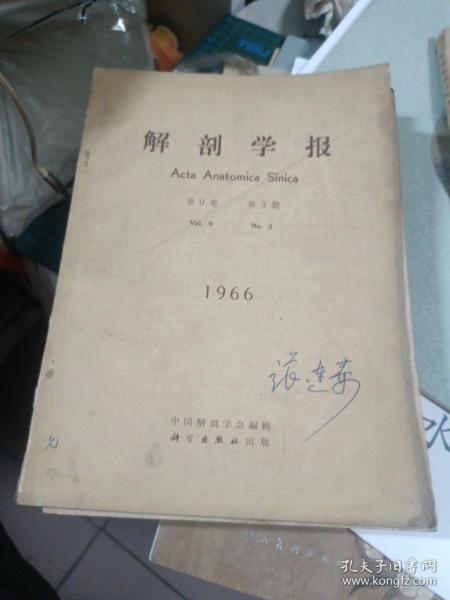 解剖学报
Acta Anatomica Sinica
第9卷 第3期
Vol. 9 No. 3
1966
中国解剖学会编辑
科学出版社出版
水
孔夫子旧书网
www.kongfz.com